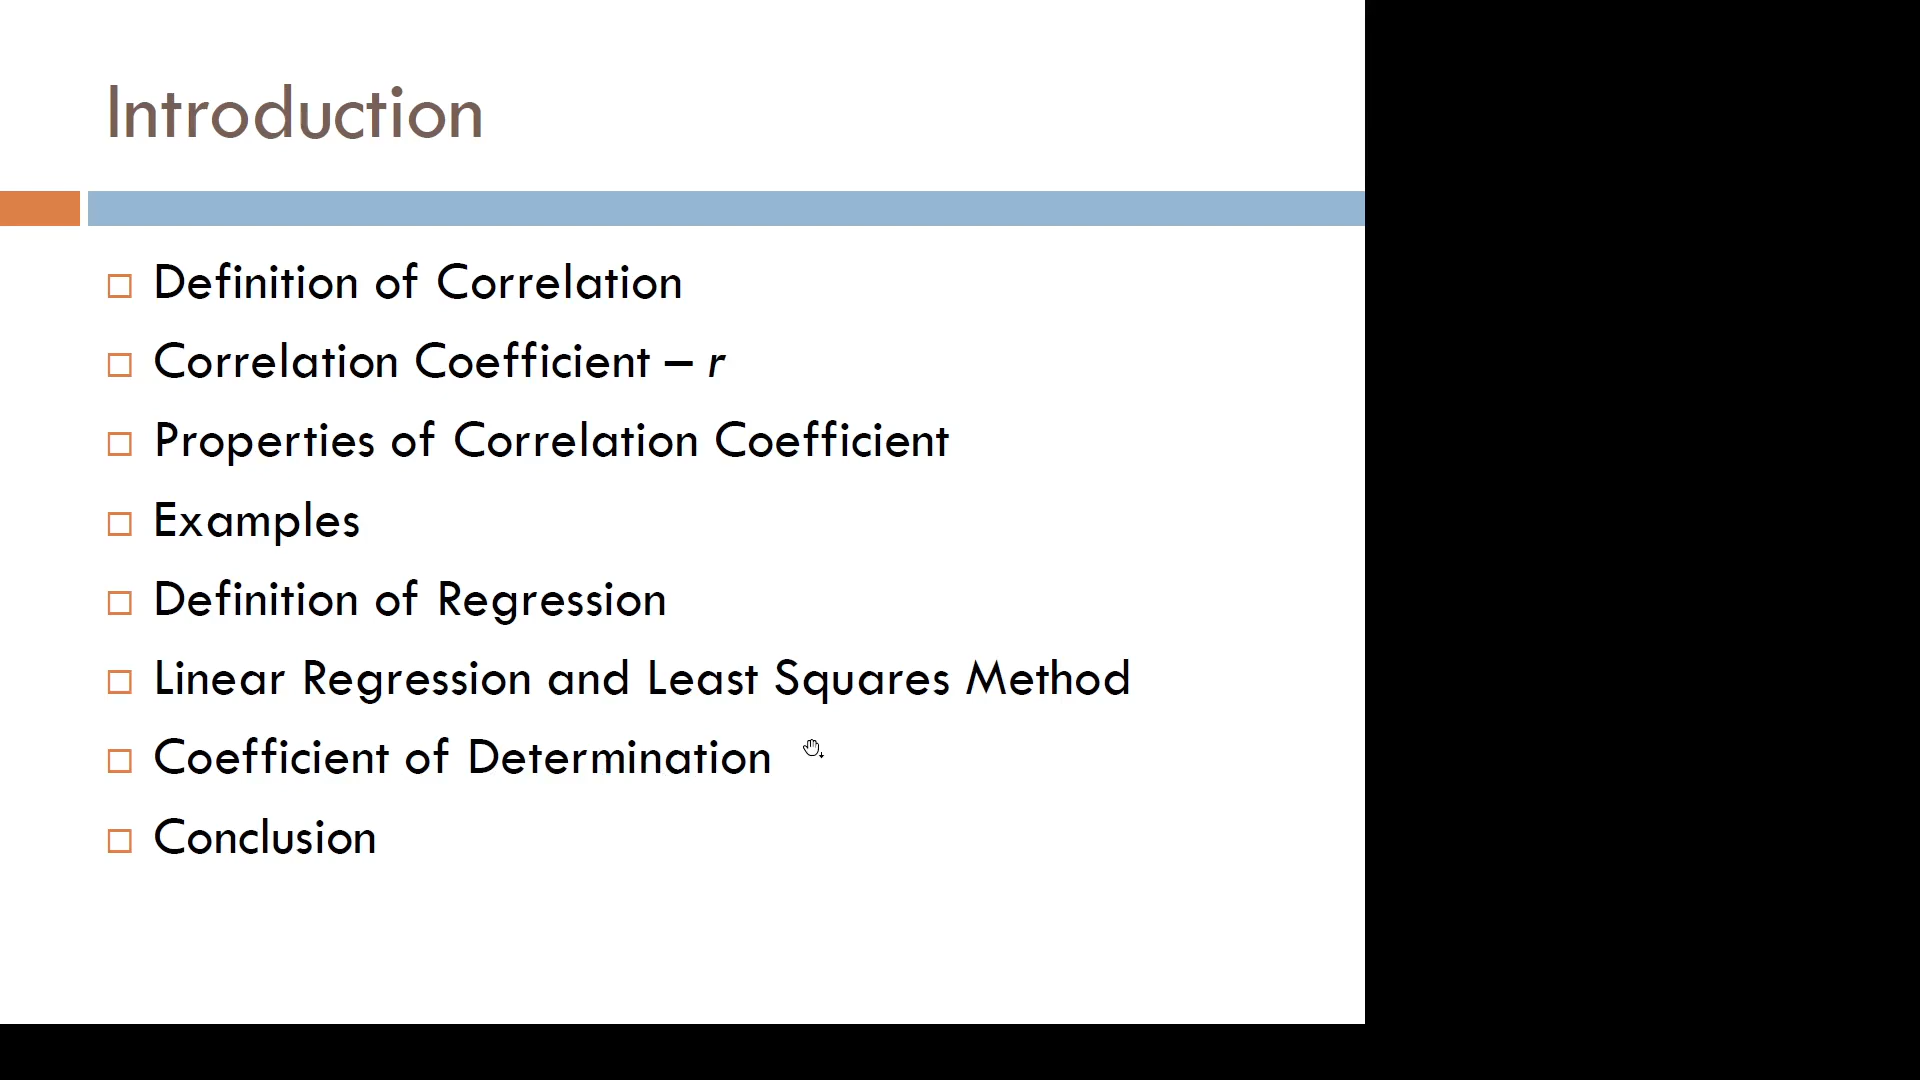 Introduction
Definition of Correlation
Correlation Coefficient – r
Properties of Correlation Coefficient
Examples
Definition of Regression
Linear Regression and Least Squares Method
Coefficient of Determination
Conclusion